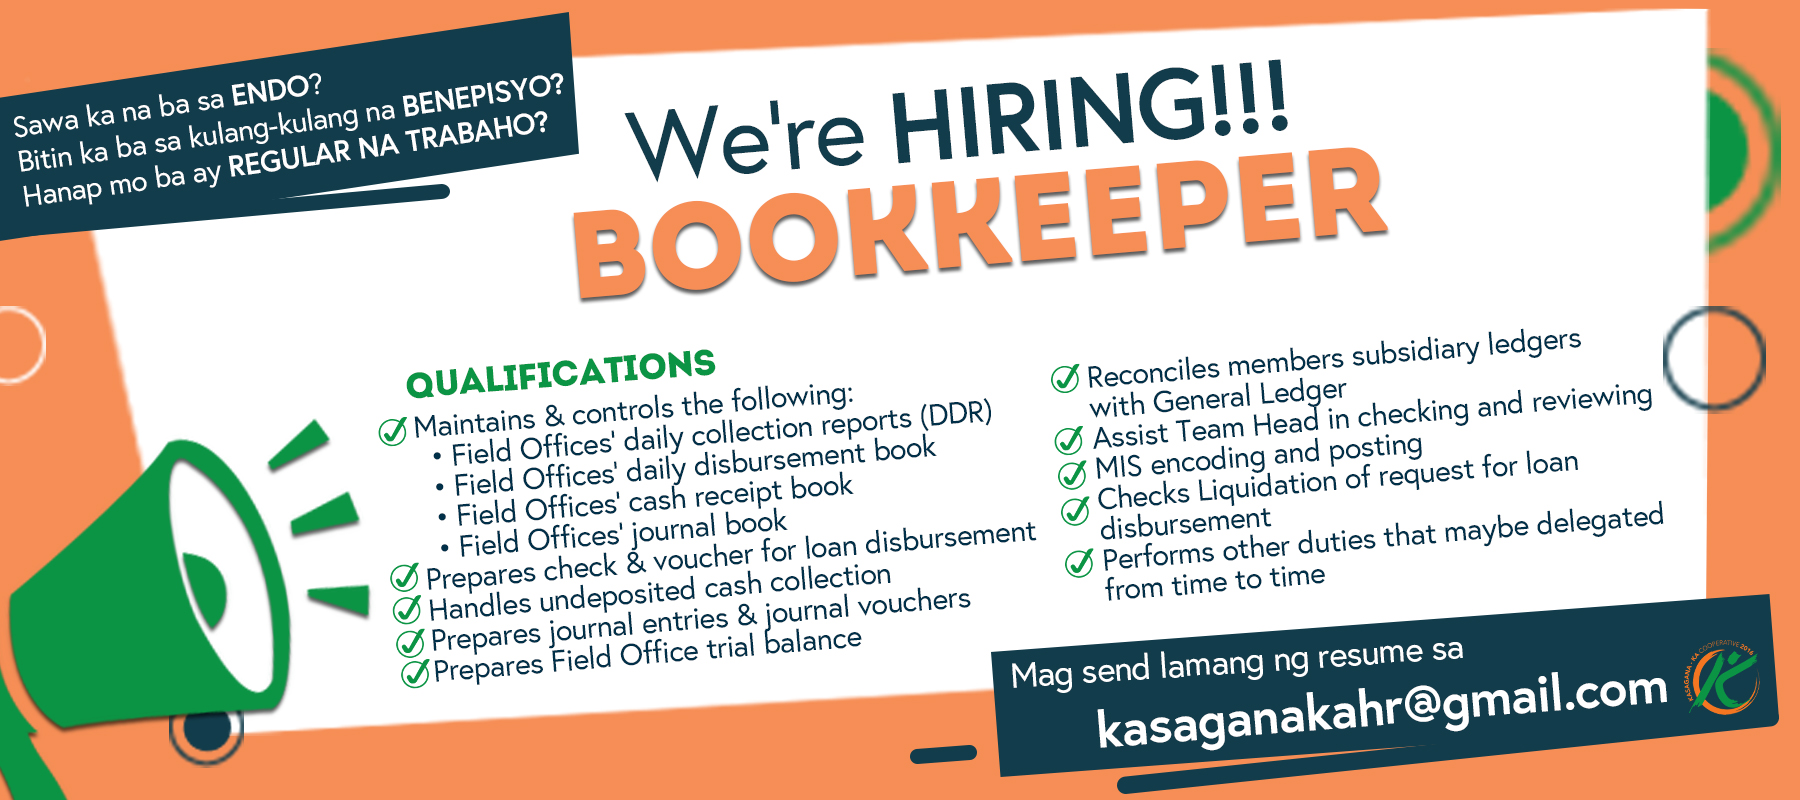 Sawa ka na ba sa ENDO?
Bitin ka ba sa kulang-kulang na BENEPISYO?
Hanap mo ba ay REGULAR NA TRABAHO?
We're HIRING!!!
BOOKKEEPER
QUALIFICATIONS
Maintains & controls the following:
• Field Offices' daily collection reports (DDR)
• Field Offices' daily disbursement book
• Field Offices' cash receipt book
• Field Offices' journal book
Prepares check & voucher for loan disbursement
Handles undeposited cash collection
Prepares journal entries & journal vouchers
Prepares Field Office trial balance
Reconciles members subsidiary ledgers
with General Ledger
Assist Team Head in checking and reviewing
MIS encoding and posting
Checks Liquidation of request for loan
disbursement
Performs other duties that maybe delegated
from time to time
Mag send lamang ng resume sa
kasaganakahr@gmail.com
KASAGANA-KA COOPERATIVE 2016